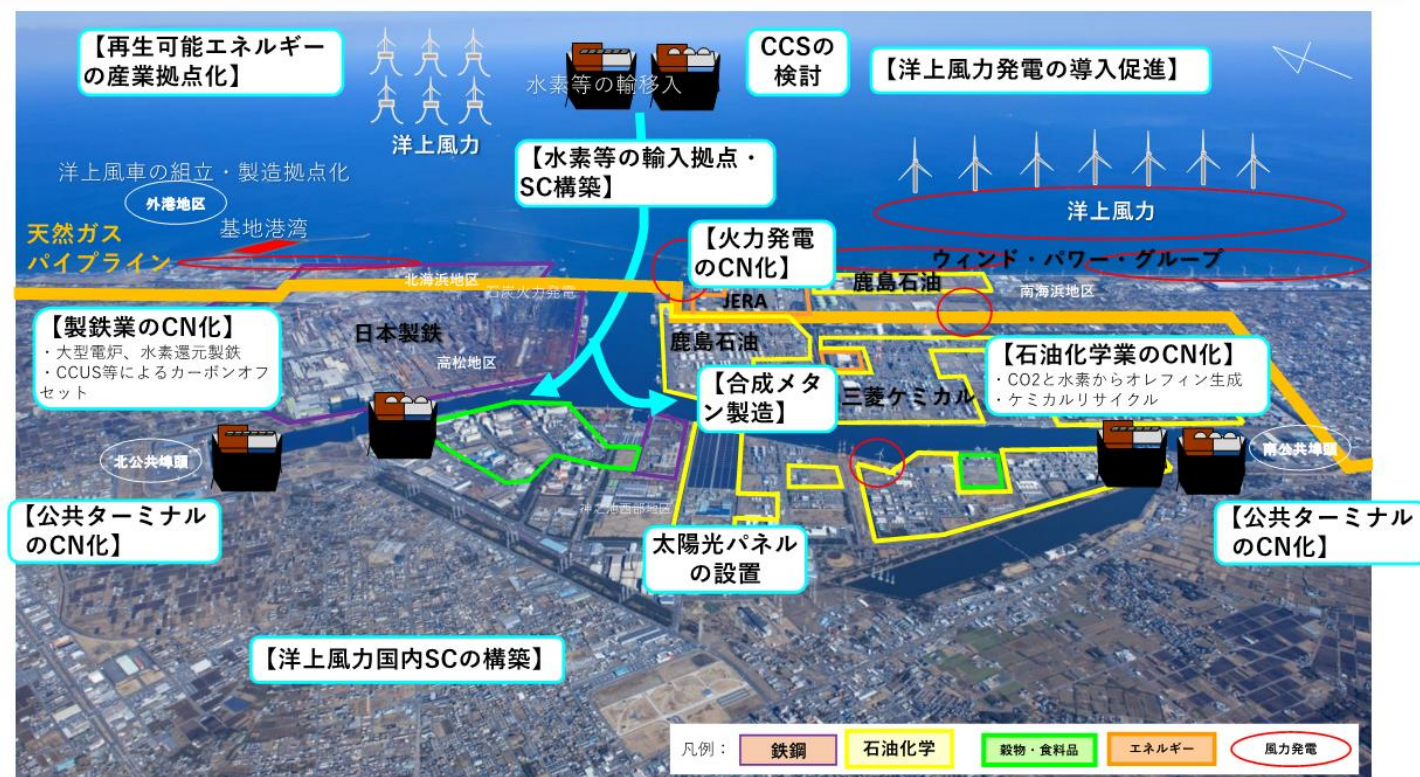 【再生可能エネルギー
の産業拠点化】
洋上風力
水素等の輸移入
CCSの
検討
【洋上風力発電の導入促進】
洋上風車の組立・製造拠点化
外港地区
基地港湾
【水素等の輸入拠点・
SC構築】
洋上風力
天然ガス
パイプライン
【火力発電
のCN化】
ウィンド・パワー・グループ
北海浜地区
石炭火力発電
JERA
鹿島石油
南海浜地区
【製鉄業のCN化】
・大型電炉、水素還元製鉄
・CCUS等によるカーボンオフ
セット
日本製鉄
高松地区
鹿島石油
【合成メタ
ン製造】
三菱ケミカル
【石油化学業のCN化】
・CO2と水素からオレフィン生成
・ケミカルリサイクル
北公共埠頭
南公共埠頭
【公共ターミナル
のCN化】
神之池西部地区
太陽光パネル
の設置
【公共ターミナル
のCN化】
【洋上風力国内SCの構築】
凡例：
鉄鋼
石油化学
穀物・食料品
エネルギー
風力発電